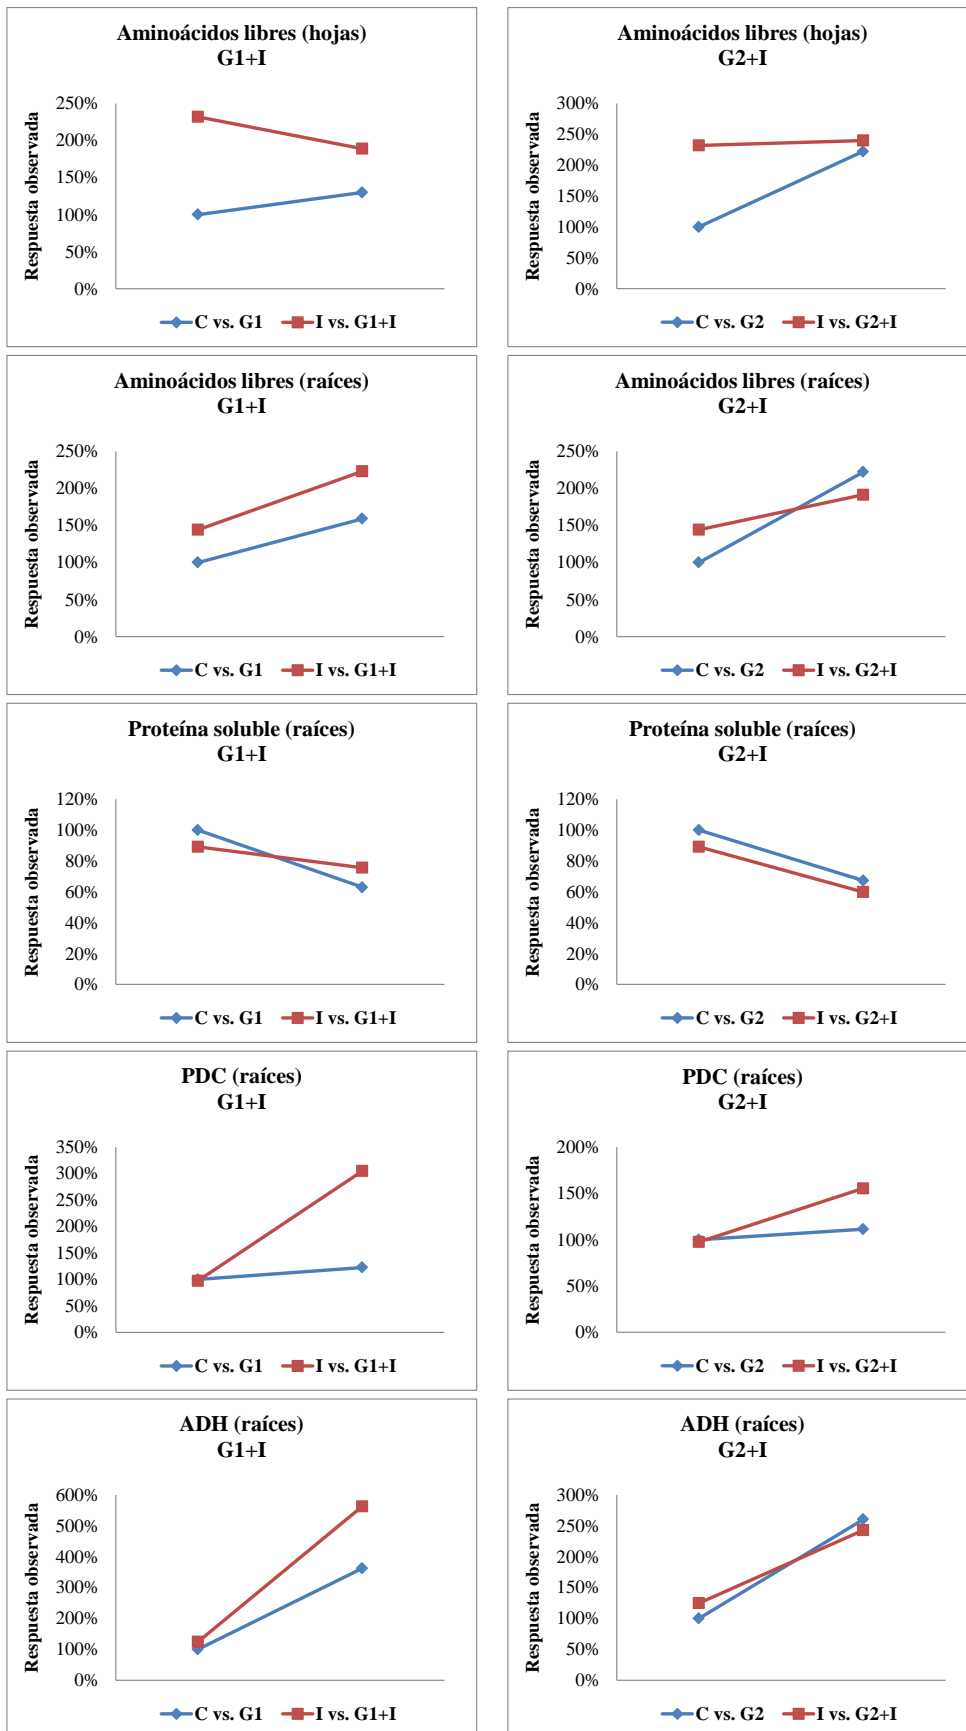 Aminoácidos libres (hojas)
G1+I
Respuesta observada
250%
200%
150%
100%
50%
0%
C vs. G1
I vs. G1+I
Aminoácidos libres (hojas)
G2+I
Respuesta observada
300%
250%
200%
150%
100%
50%
0%
C vs. G2
I vs. G2+I
Aminoácidos libres (raíces)
G1+I
Respuesta observada
250%
200%
150%
100%
50%
0%
C vs. G1
I vs. G1+I
Aminoácidos libres (raíces)
G2+I
Respuesta observada
250%
200%
150%
100%
50%
0%
C vs. G2
I vs. G2+I
Proteína soluble (raíces)
G1+I
Respuesta observada
120%
100%
80%
60%
40%
20%
0%
C vs. G1
I vs. G1+I
Proteína soluble (raíces)
G2+I
Respuesta observada
120%
100%
80%
60%
40%
20%
0%
C vs. G2
I vs. G2+I
PDC (raíces)
G1+I
Respuesta observada
350%
300%
250%
200%
150%
100%
50%
0%
C vs. G1
I vs. G1+I
PDC (raíces)
G2+I
Respuesta observada
200%
150%
100%
50%
0%
C vs. G2
I vs. G2+I
ADH (raíces)
G1+I
Respuesta observada
600%
500%
400%
300%
200%
100%
0%
C vs. G1
I vs. G1+I
ADH (raíces)
G2+I
Respuesta observada
300%
250%
200%
150%
100%
50%
0%
C vs. G2
I vs. G2+I